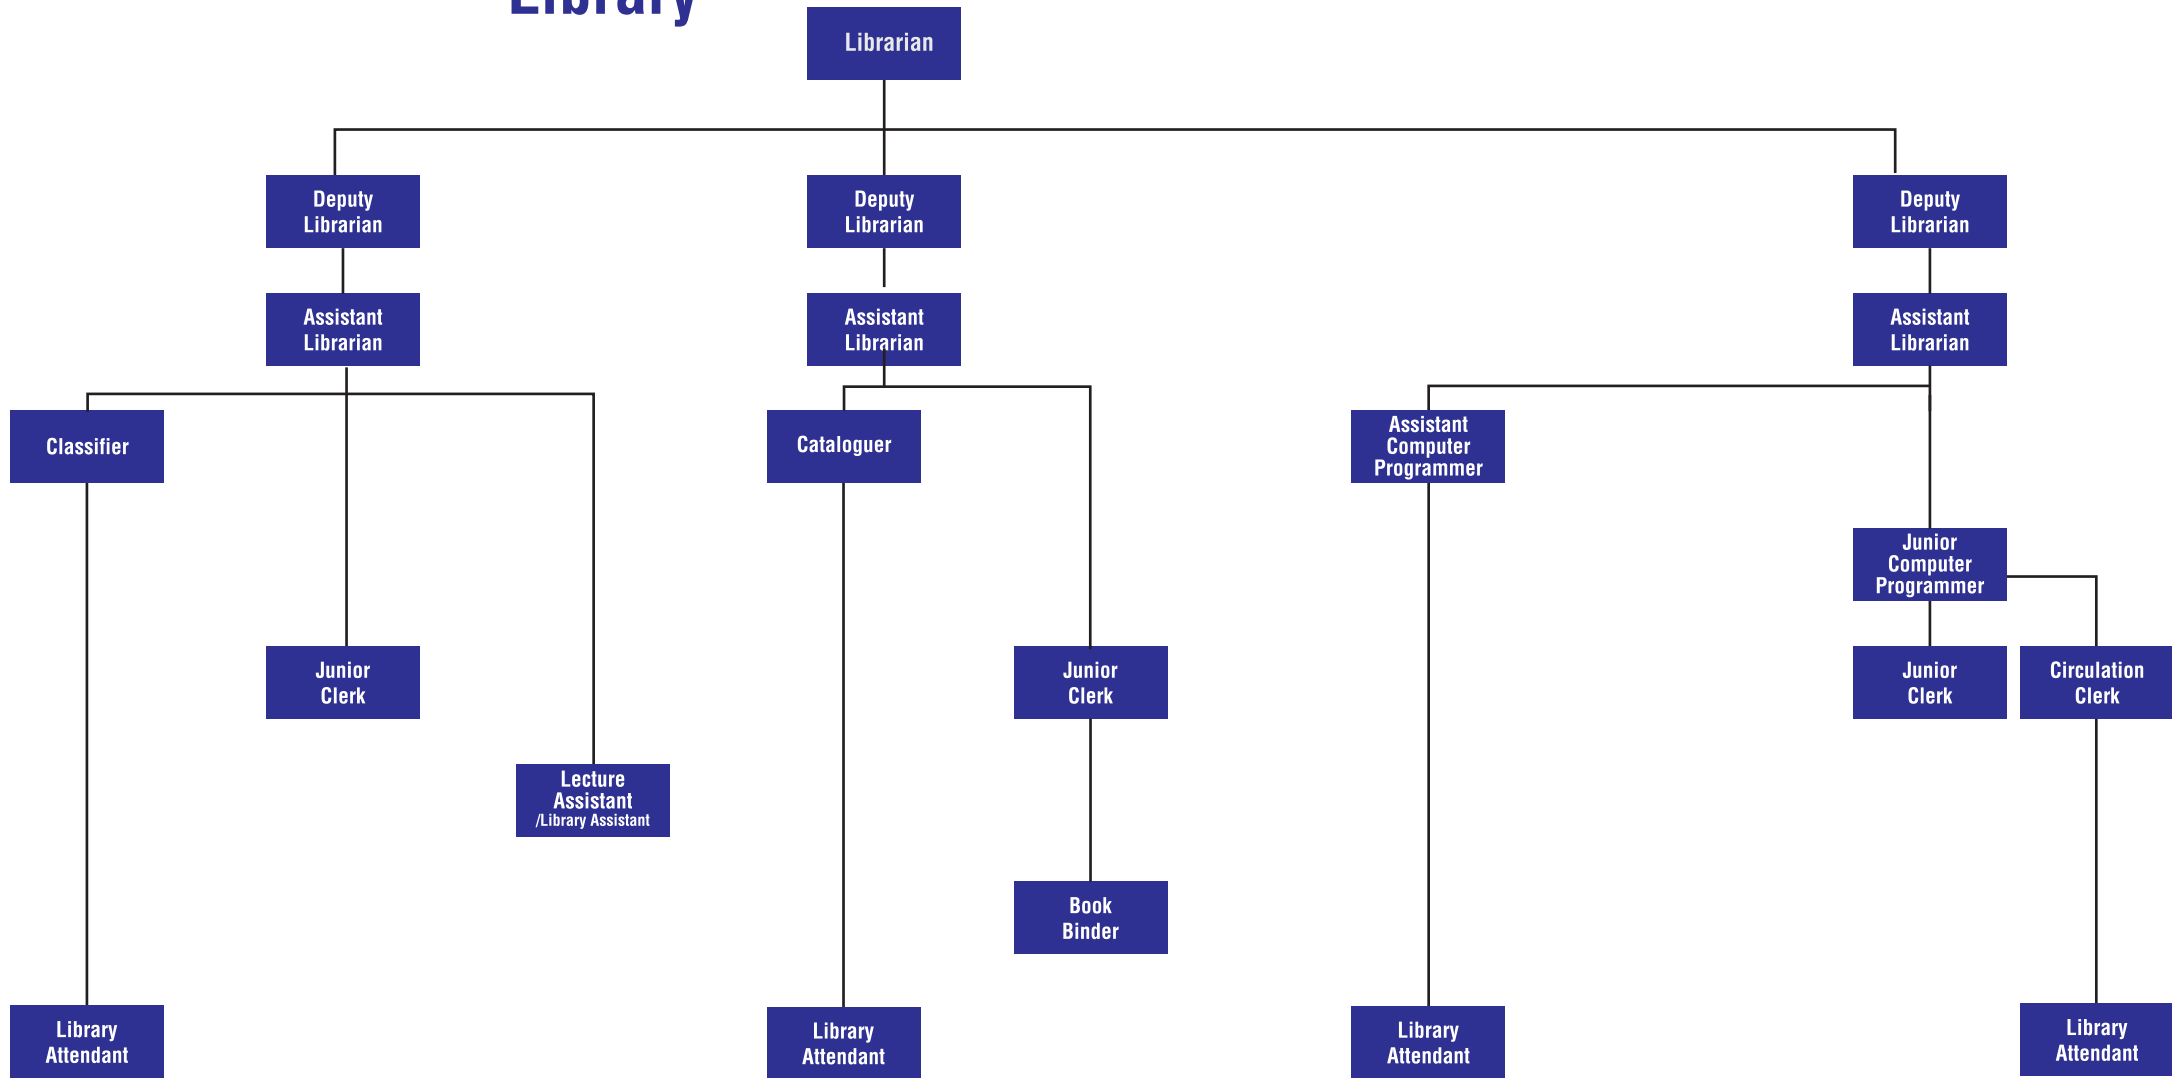 Library
Librarian
Deputy
Librarian
Deputy
Librarian
Deputy
Librarian
Assistant
Librarian
Assistant
Librarian
Assistant
Librarian
Classifier
Cataloguer
Assistant
Computer
Programmer
Junior
Computer
Programmer
Junior
Clerk
Junior
Clerk
Junior
Clerk
Circulation
Clerk
Lecture
Assistant
/Library Assistant
Book
Binder
Library
Attendant
Library
Attendant
Library
Attendant
Library
Attendant